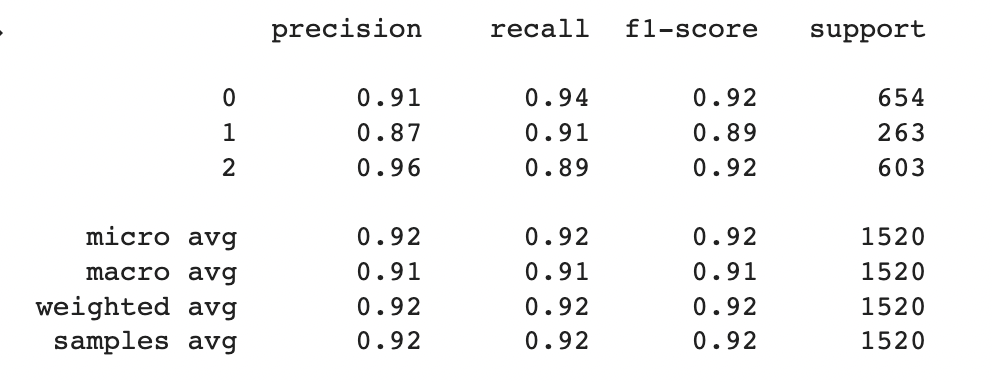 precision recall f1-score support
0 0.91 0.94 0.92 654
1 0.87 0.91 0.89 263
2 0.96 0.89 0.92 603
micro avg 0.92 0.92 0.92 1520
macro avg 0.91 0.91 0.91 1520
weighted avg 0.92 0.92 0.92 1520
samples avg 0.92 0.92 0.92 1520